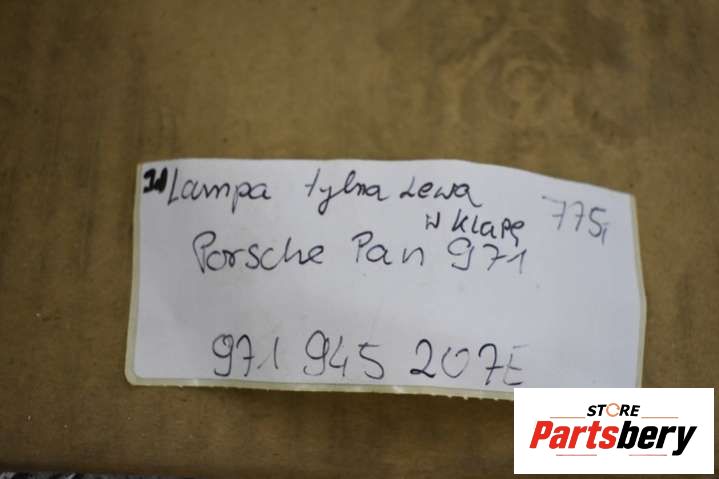 Lampa tylna Lewa
w Klapę 775,
Porsche Pan 971
971 945 207E
STORE
Partsbery